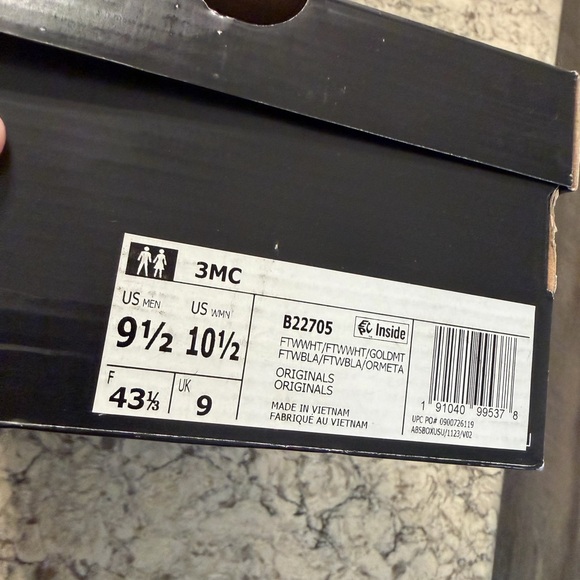 3MC
US MEN
9½
US WMN
10½
F
43⅓
UK
9
B22705
Inside
FTWWHT/FTWWHT/GOLDMT
FTWBLA/FTWBLA/ORMETA
ORIGINALS
ORIGINALS
MADE IN VIETNAM
FABRIQUÉ AU VIETNAM
1 91040 99537 8
UPC PO# 0900726119
ABSBOXUSU/1123/V02